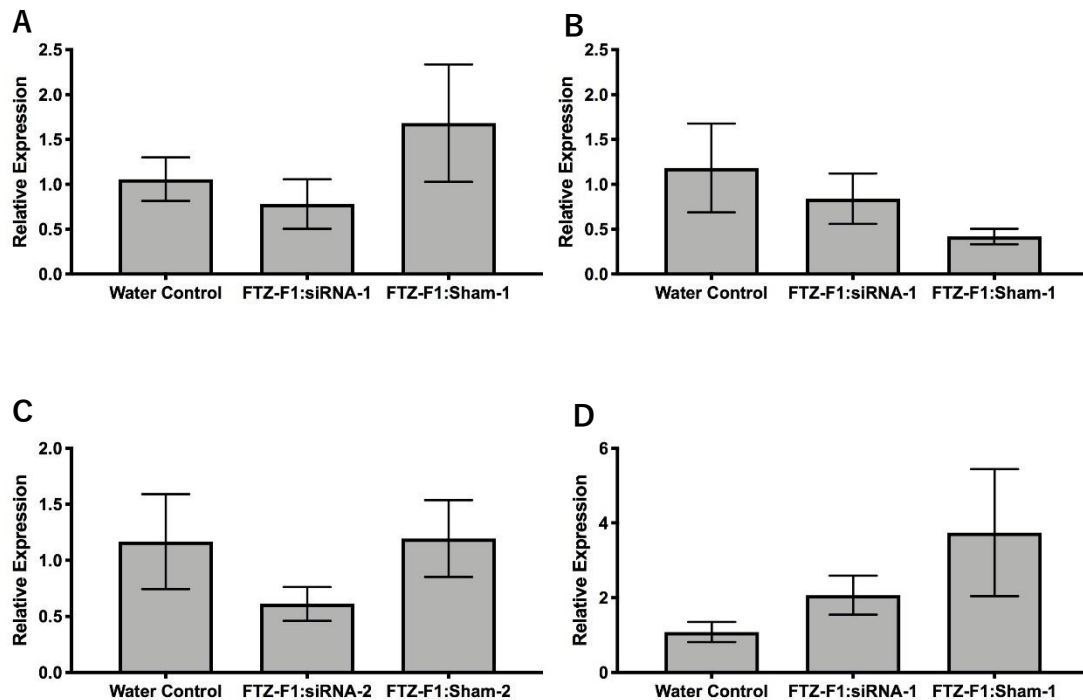 A
Relative Expression
2.5
2.0
1.5
1.0
0.5
0.0
Water Control FTZ-F1:siRNA-1 FTZ-F1:Sham-1
B
Relative Expression
2.5
2.0
1.5
1.0
0.5
0.0
Water Control FTZ-F1:siRNA-1 FTZ-F1:Sham-1
C
Relative Expression
2.0
1.5
1.0
0.5
0.0
Water Control FTZ-F1:siRNA-2 FTZ-F1:Sham-2
D
Relative Expression
6
4
2
0
Water Control FTZ-F1:siRNA-1 FTZ-F1:Sham-1